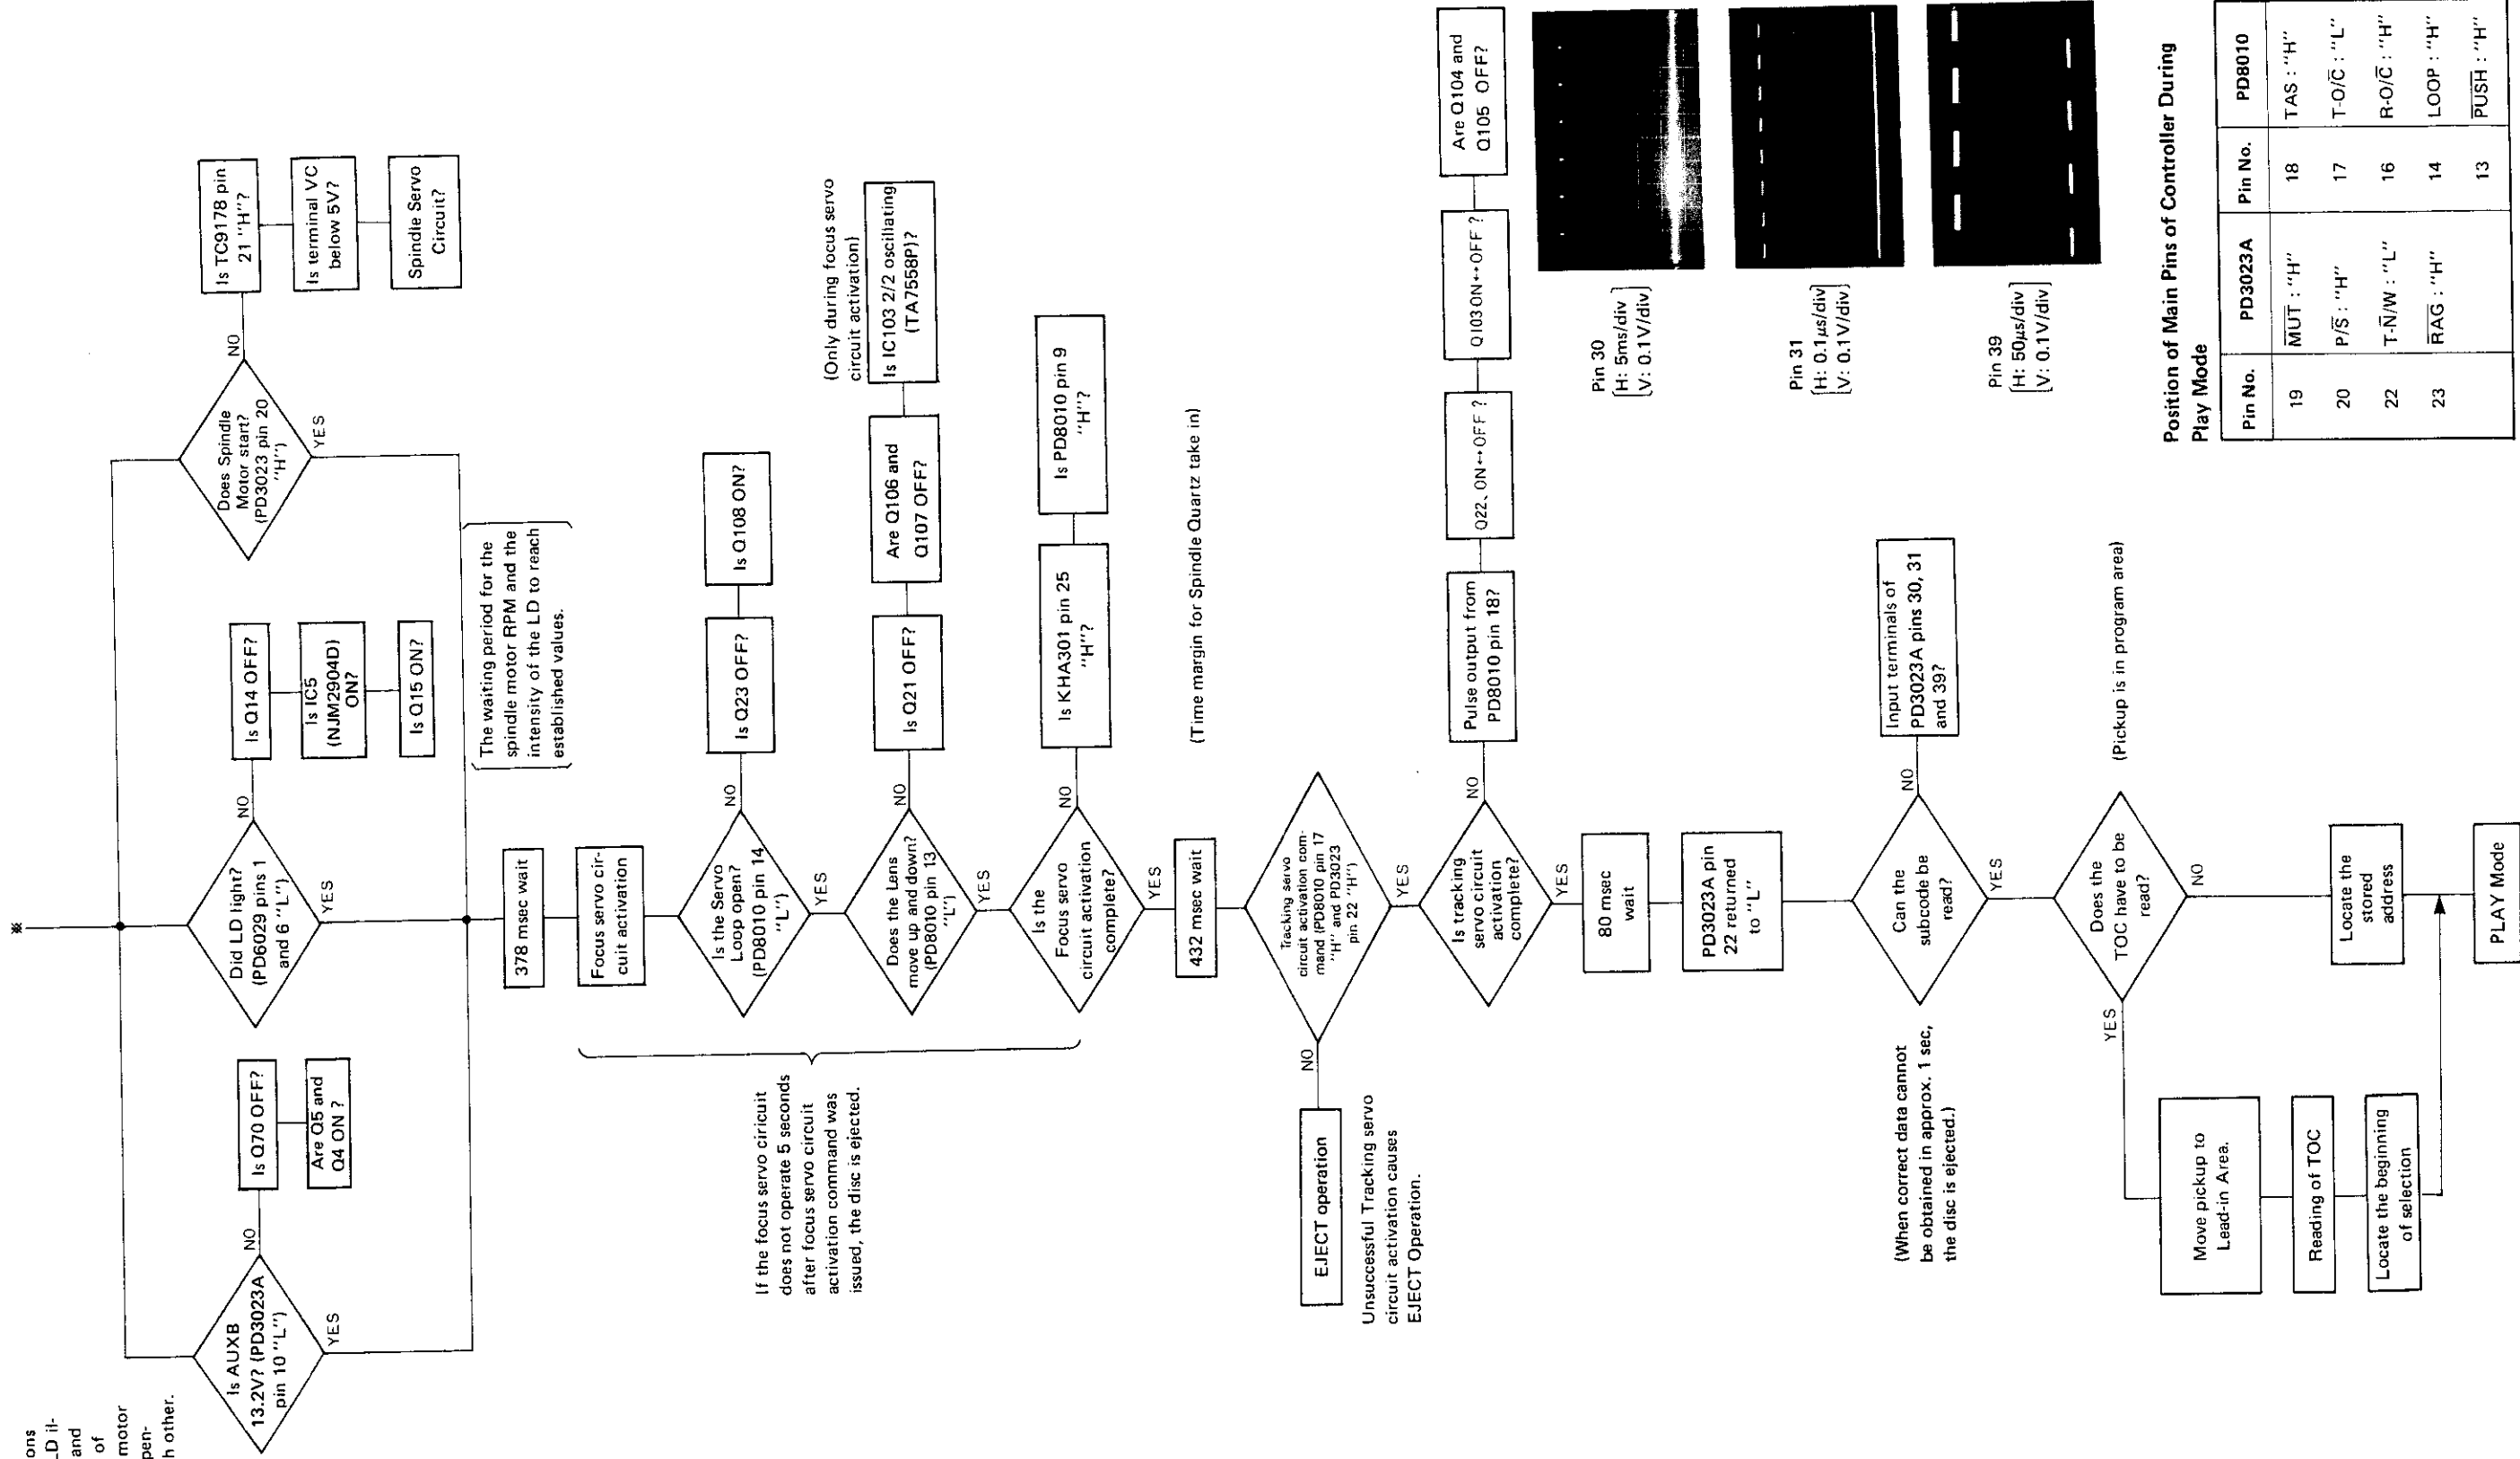 ons
LD il-
and
of
motor
pen-
h other.
※
Is AUXB
13.2V? (PD3023A
pin 10 "L")
NO
YES
Is Q70 OFF?
Are Q5 and
Q4 ON ?
Did LD light?
(PD6029 pins 1
and 6 "L")
NO
YES
Is Q14 OFF?
Is IC5
(NJM2904D)
ON?
Is Q15 ON?
Does Spindle
Motor start?
(PD3023 pin 20
"H")
NO
YES
Is TC9178 pin
21 "H"?
Is terminal VC
below 5V?
Spindle Servo
Circuit?
378 msec wait
The waiting period for the
spindle motor RPM and the
intensity of the LD to reach
established values.
Focus servo cir-
cuit activation
Is the Servo
Loop open?
(PD8010 pin 14
"L")
NO
YES
Is Q23 OFF?
Is Q108 ON?
If the focus servo ciricuit
does not operate 5 seconds
after focus servo circuit
activation command was
issued, the disc is ejected.
Does the Lens
move up and down?
(PD8010 pin 13
"L")
NO
YES
Is Q21 OFF?
Are Q106 and
Q107 OFF?
(Only during focus servo
circuit activation)
Is IC103 2/2 oscillating
(TA7558P)?
Is the
Focus servo
circuit activation
complete?
NO
YES
Is KHA301 pin 25
"H"?
Is PD8010 pin 9
"H"?
432 msec wait
(Time margin for Spindle Quartz take in)
Tracking servo
circuit activation com-
mand (PD8010 pin 17
"H" and PD3023
pin 22 "H")
NO
YES
EJECT operation
Unsuccessful Tracking servo
circuit activation causes
EJECT Operation.
Is tracking
servo circuit
activation
complete?
NO
YES
Pulse output from
PD8010 pin 18?
Q22, ON↔OFF ?
Q103 ON↔OFF ?
Are Q104 and
Q105 OFF?
80 msec
wait
PD3023A pin
22 returned
to "L"
Can the
subcode be
read?
NO
YES
Input terminals of
PD3023A pins 30, 31
and 39?
(When correct data cannot
be obtained in approx. 1 sec,
the disc is ejected.)
Does the
TOC have to be
read?
YES
NO
(Pickup is in program area)
Move pickup to
Lead-in Area.
Reading of TOC
Locate the beginning
of selection
Locate the
stored
address
PLAY Mode
Pin 30
H: 5ms/div
V: 0.1V/div
Pin 31
H: 0.1μs/div
V: 0.1V/div
Pin 39
H: 50μs/div
V: 0.1V/div
Position of Main Pins of Controller During
Play Mode
Pin No. PD3023A Pin No. PD8010
19 M̅U̅T̅ : "H" 18 TAS : "H"
20 P/S̅ : "H" 17 T-O/C̅ : "L"
22 T-N̅/W : "L" 16 R-O/C̅ : "H"
23 R̅A̅G̅ : "H" 14 LOOP : "H"
13 P̅U̅S̅H̅ : "H"